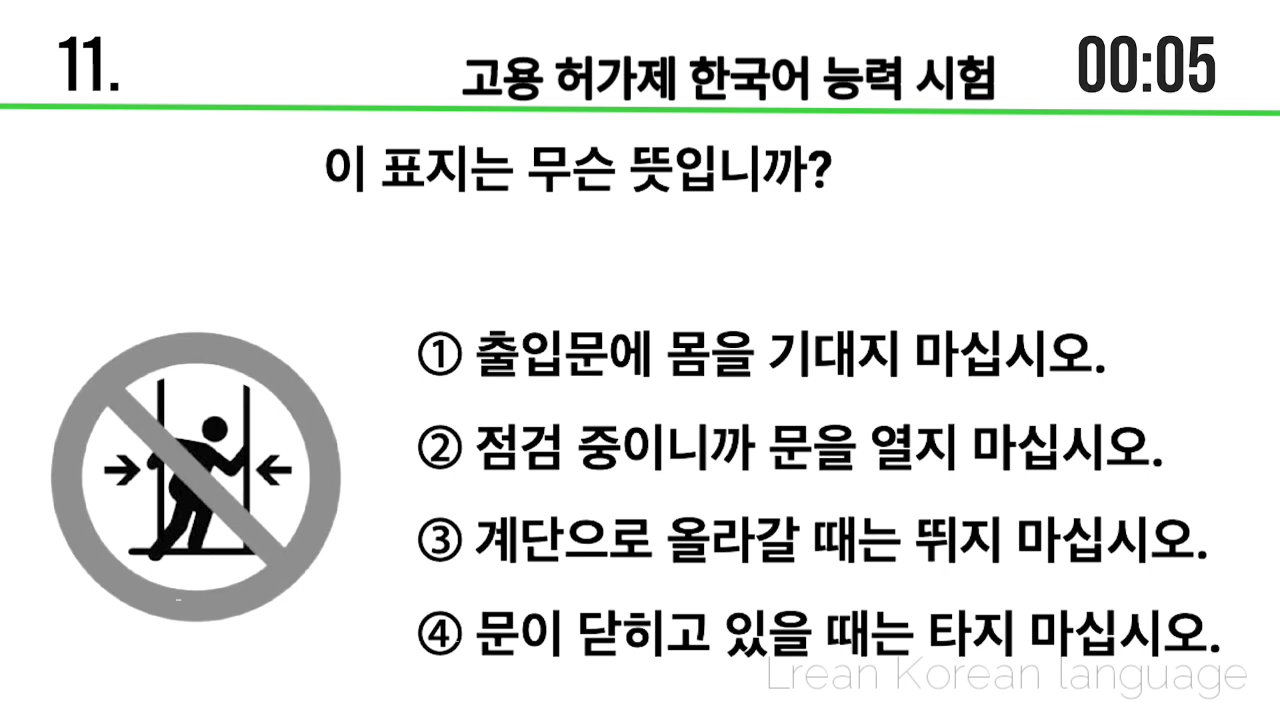 11.
고용 허가제 한국어 능력 시험
00:05
이 표지는 무슨 뜻입니까?
① 출입문에 몸을 기대지 마십시오.
② 점검 중이니까 문을 열지 마십시오.
③ 계단으로 올라갈 때는 뛰지 마십시오.
④ 문이 닫히고 있을 때는 타지 마십시오.
Lrean Korean language